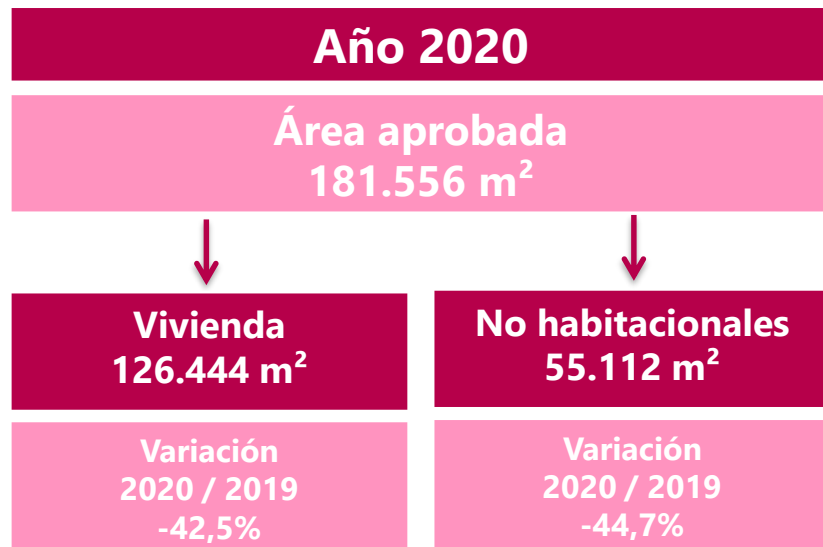 Año 2020
Área aprobada
181.556 m²
Vivienda
126.444 m²
No habitacionales
55.112 m²
Variación
2020 / 2019
-42,5%
Variación
2020 / 2019
-44,7%